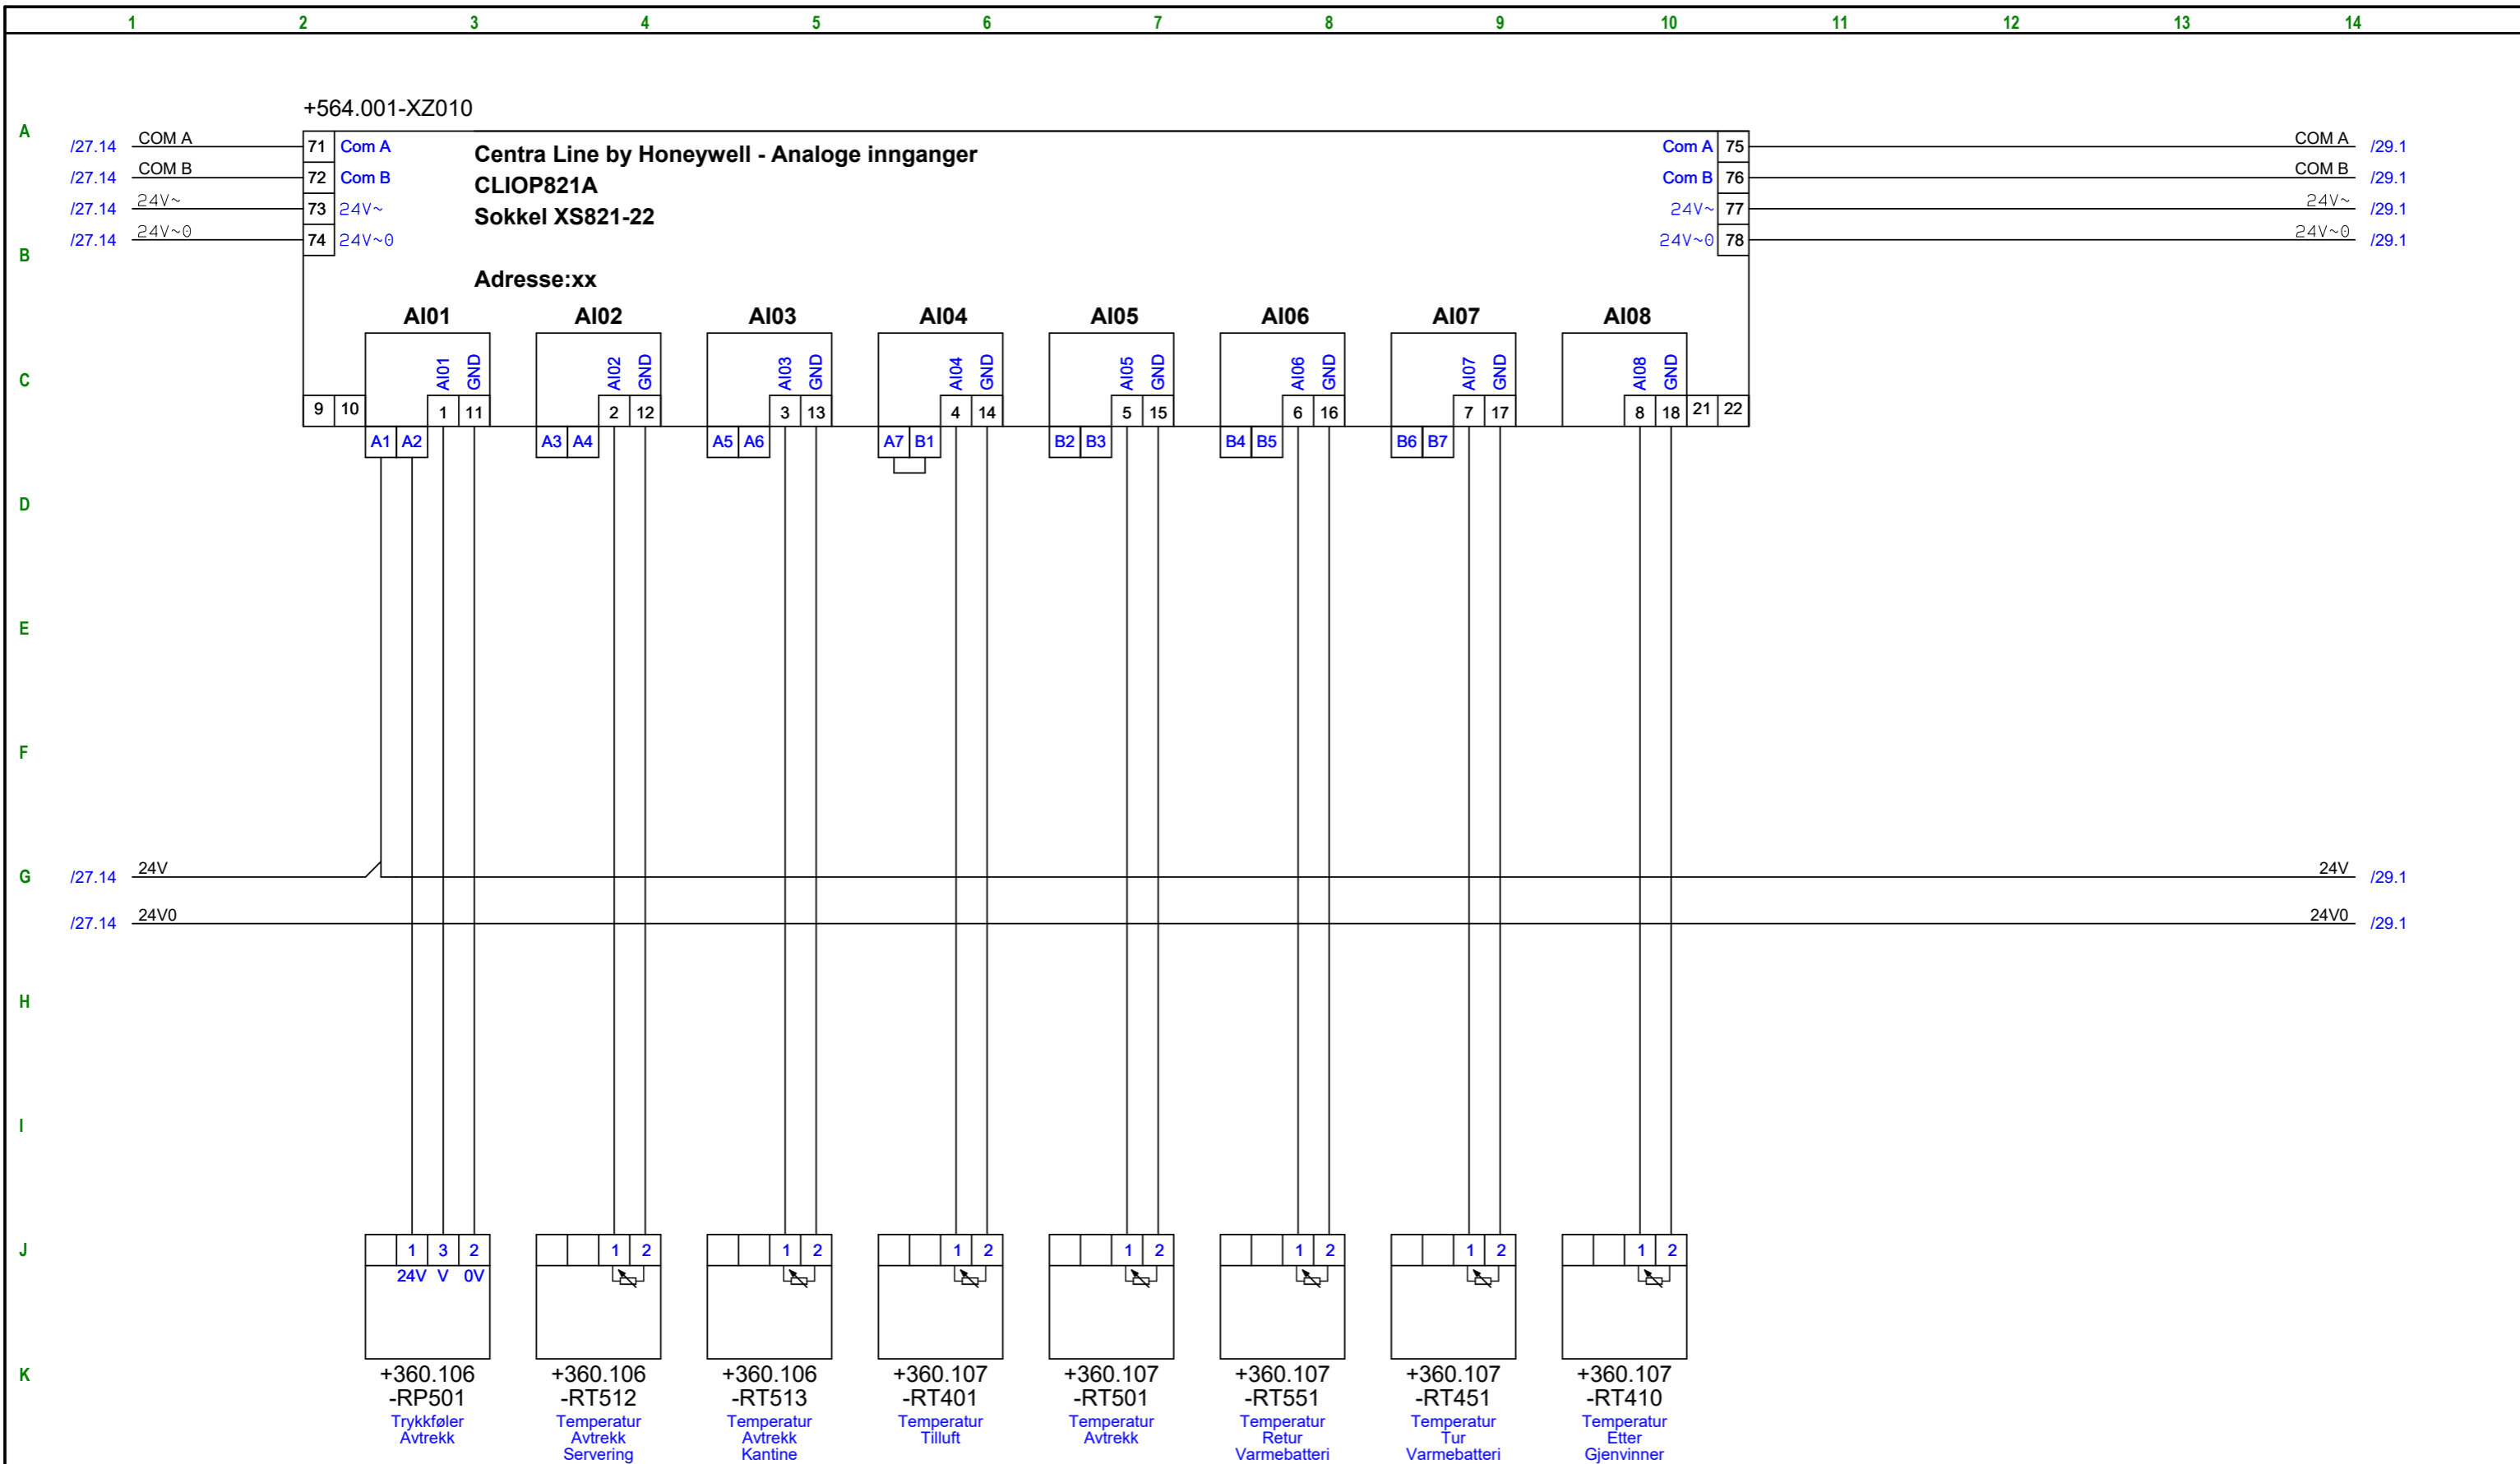 1 2 3 4 5 6 7 8 9 10 11 12 13 14
+564.001-XZ010
A
/27.14 COM A 71 Com A
Centra Line by Honeywell - Analoge innganger
Com A 75 COM A /29.1
/27.14 COM B 72 Com B
CLIOP821A
Com B 76 COM B /29.1
/27.14 24V~ 73 24V~
Sokkel XS821-22
24V~ 77 24V~ /29.1
/27.14 24V~0 74 24V~0
24V~0 78 24V~0 /29.1
B
Adresse:xx
AI01 AI02 AI03 AI04 AI05 AI06 AI07 AI08
C
AI01 GND AI02 GND AI03 GND AI04 GND AI05 GND AI06 GND AI07 GND AI08 GND
9 10 1 11 2 12 3 13 4 14 5 15 6 16 7 17 8 18 21 22
A1 A2 A3 A4 A5 A6 A7 B1 B2 B3 B4 B5 B6 B7
D
E
F
G
/27.14 24V 24V /29.1
/27.14 24V0 24V0 /29.1
H
I
J
1 3 2 1 2 1 2 1 2 1 2 1 2 1 2 1 2
24V V 0V
K
+360.106 +360.106 +360.106 +360.107 +360.107 +360.107 +360.107 +360.107
-RP501 -RT512 -RT513 -RT401 -RT501 -RT551 -RT451 -RT410
Trykkføler Temperatur Temperatur Temperatur Temperatur Temperatur Temperatur Temperatur
Avtrekk Avtrekk Avtrekk Tilluft Avtrekk Retur Tur Etter
Servering Kantine Varmebatteri Varmebatteri Gjenvinner